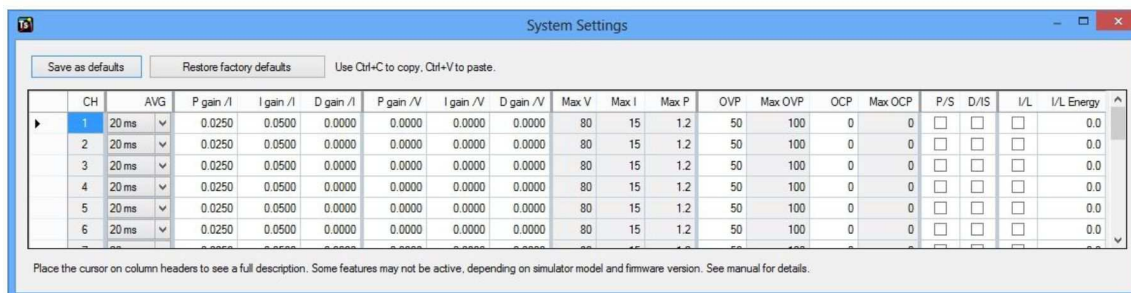 System Settings
Save as defaults Restore factory defaults Use Ctrl+C to copy, Ctrl+V to paste.
CH AVG P gain /I I gain /I D gain /I P gain /V I gain /V D gain /V Max V Max I Max P OVP Max OVP OCP Max OCP P/S D/IS I/L I/L Energy
1 20 ms 0.0250 0.0500 0.0000 0.0000 0.0000 0.0000 80 15 1.2 50 100 0 0 0.0
2 20 ms 0.0250 0.0500 0.0000 0.0000 0.0000 0.0000 80 15 1.2 50 100 0 0 0.0
3 20 ms 0.0250 0.0500 0.0000 0.0000 0.0000 0.0000 80 15 1.2 50 100 0 0 0.0
4 20 ms 0.0250 0.0500 0.0000 0.0000 0.0000 0.0000 80 15 1.2 50 100 0 0 0.0
5 20 ms 0.0250 0.0500 0.0000 0.0000 0.0000 0.0000 80 15 1.2 50 100 0 0 0.0
6 20 ms 0.0250 0.0500 0.0000 0.0000 0.0000 0.0000 80 15 1.2 50 100 0 0 0.0
Place the cursor on column headers to see a full description. Some features may not be active, depending on simulator model and firmware version. See manual for details.